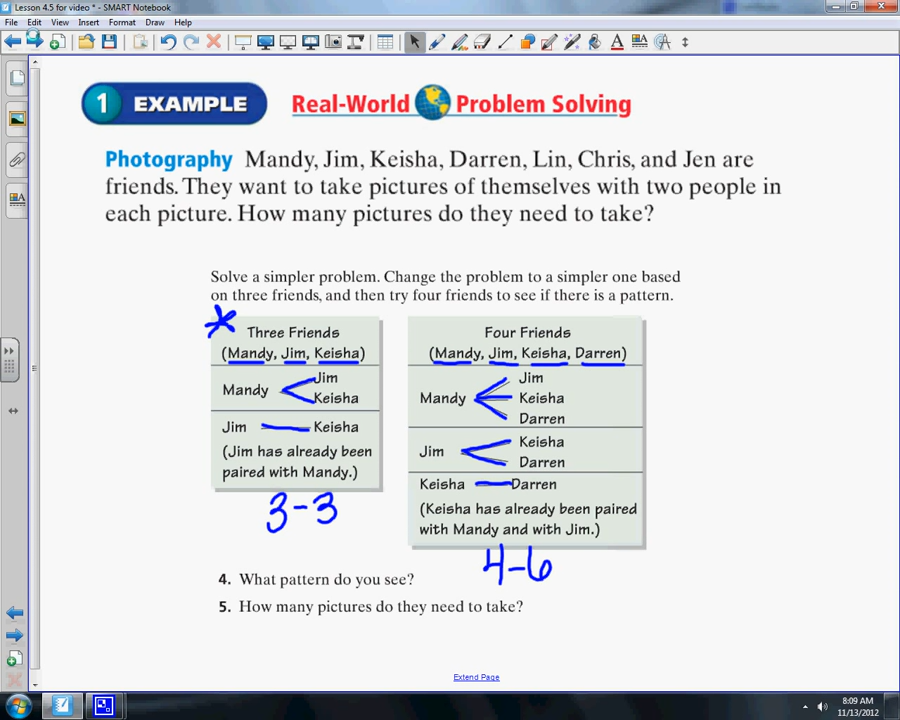 Lesson 4.5 for video * - SMART Notebook
File Edit View Insert Format Draw Help
1 EXAMPLE Real-World Problem Solving
Photography Mandy, Jim, Keisha, Darren, Lin, Chris, and Jen are
friends. They want to take pictures of themselves with two people in
each picture. How many pictures do they need to take?
Solve a simpler problem. Change the problem to a simpler one based
on three friends, and then try four friends to see if there is a pattern.
Three Friends
(Mandy, Jim, Keisha)
Mandy
Jim
Keisha
Jim Keisha
(Jim has already been
paired with Mandy.)
3-3
Four Friends
(Mandy, Jim, Keisha, Darren)
Mandy
Jim
Keisha
Darren
Jim
Keisha
Darren
Keisha Darren
(Keisha has already been paired
with Mandy and with Jim.)
4-6
4. What pattern do you see?
5. How many pictures do they need to take?
Extend Page
8:09 AM
11/13/2012